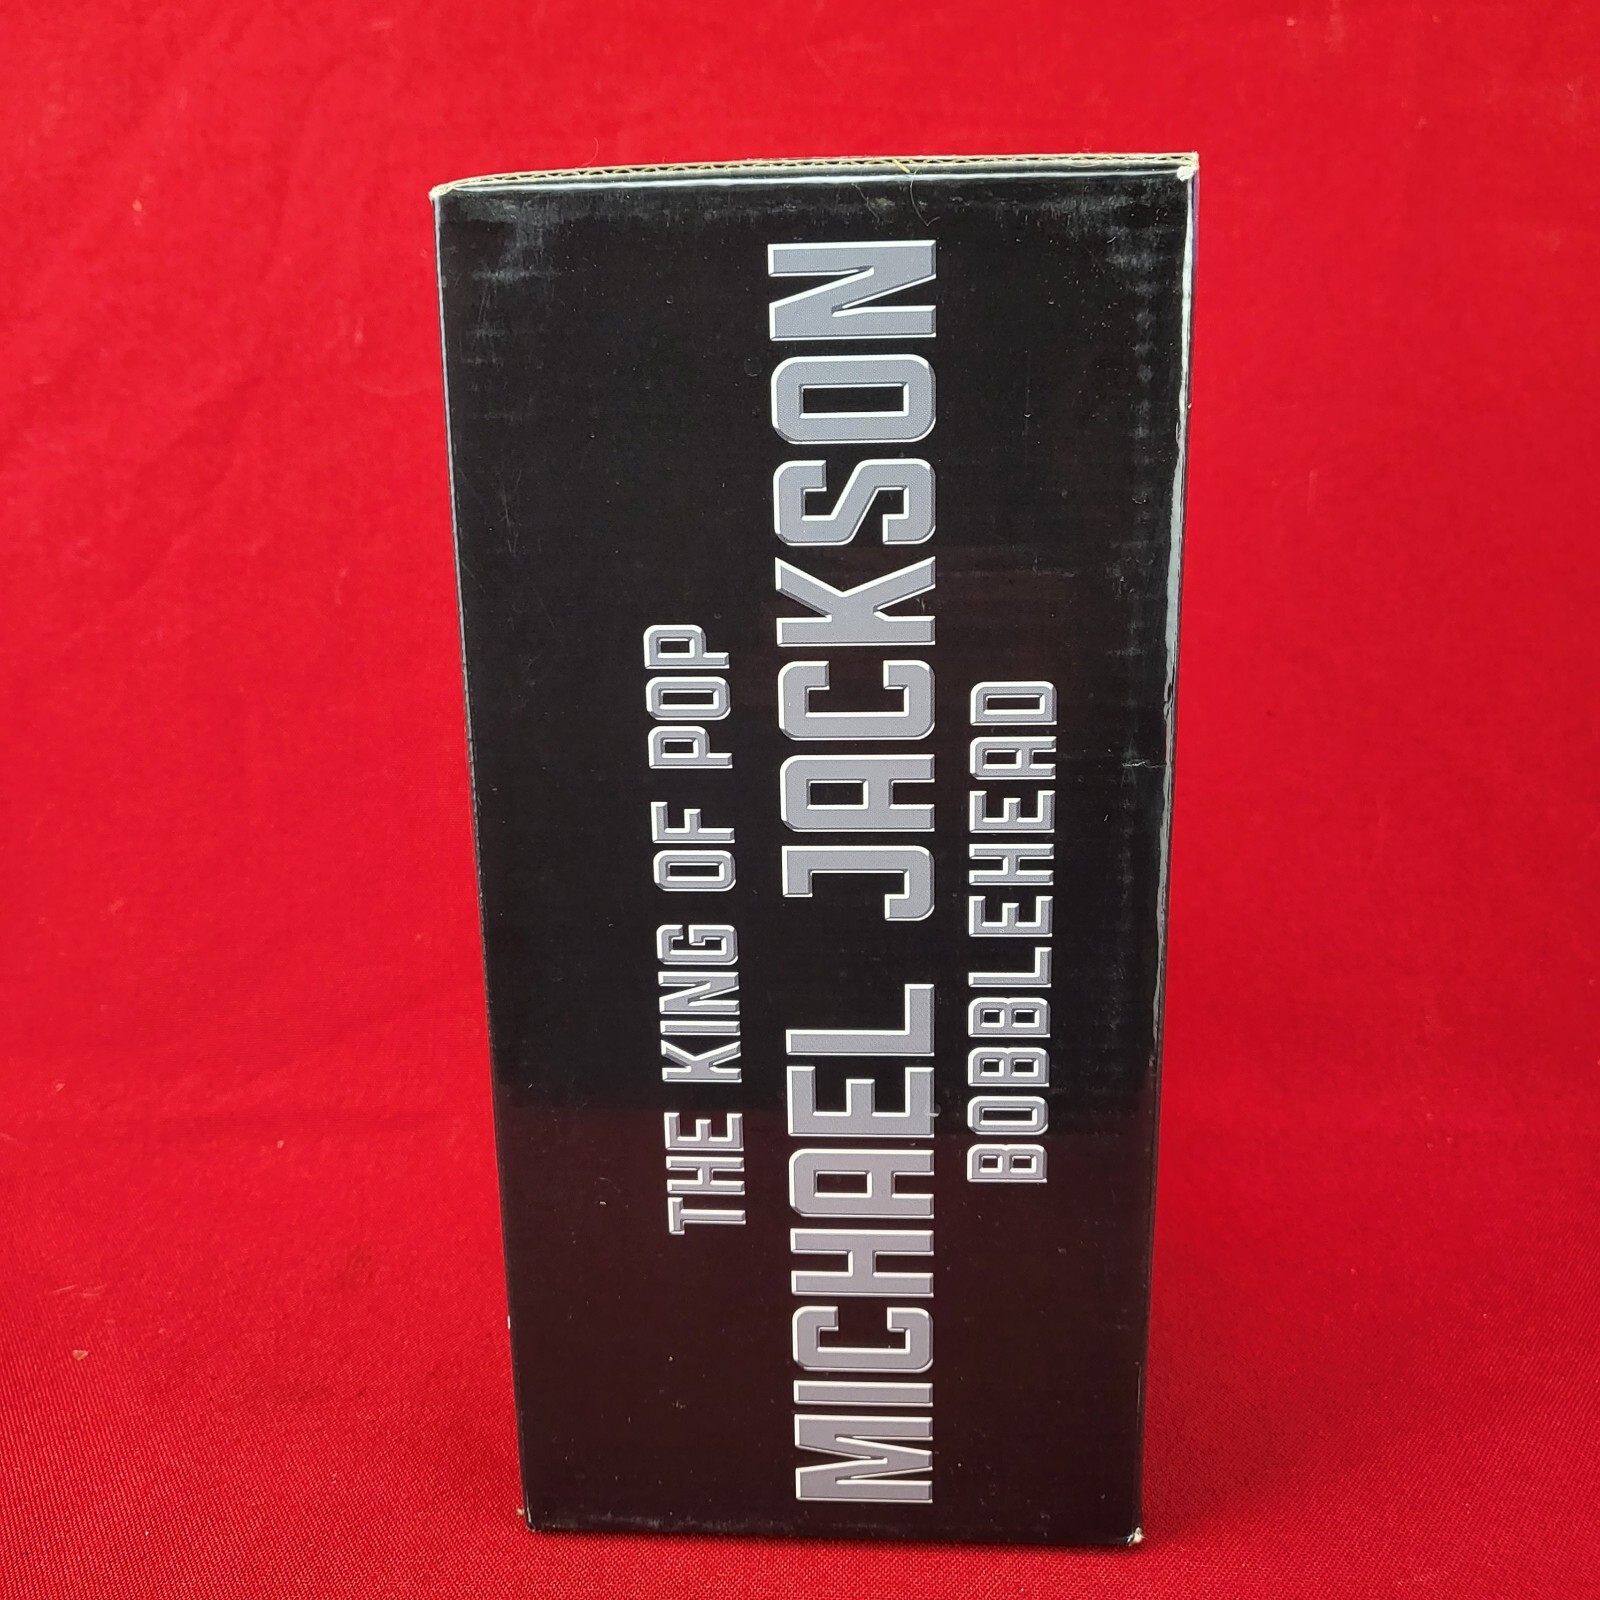 THE KING OF POP
MICHAEL JACKSON
BOBBLEHEAD